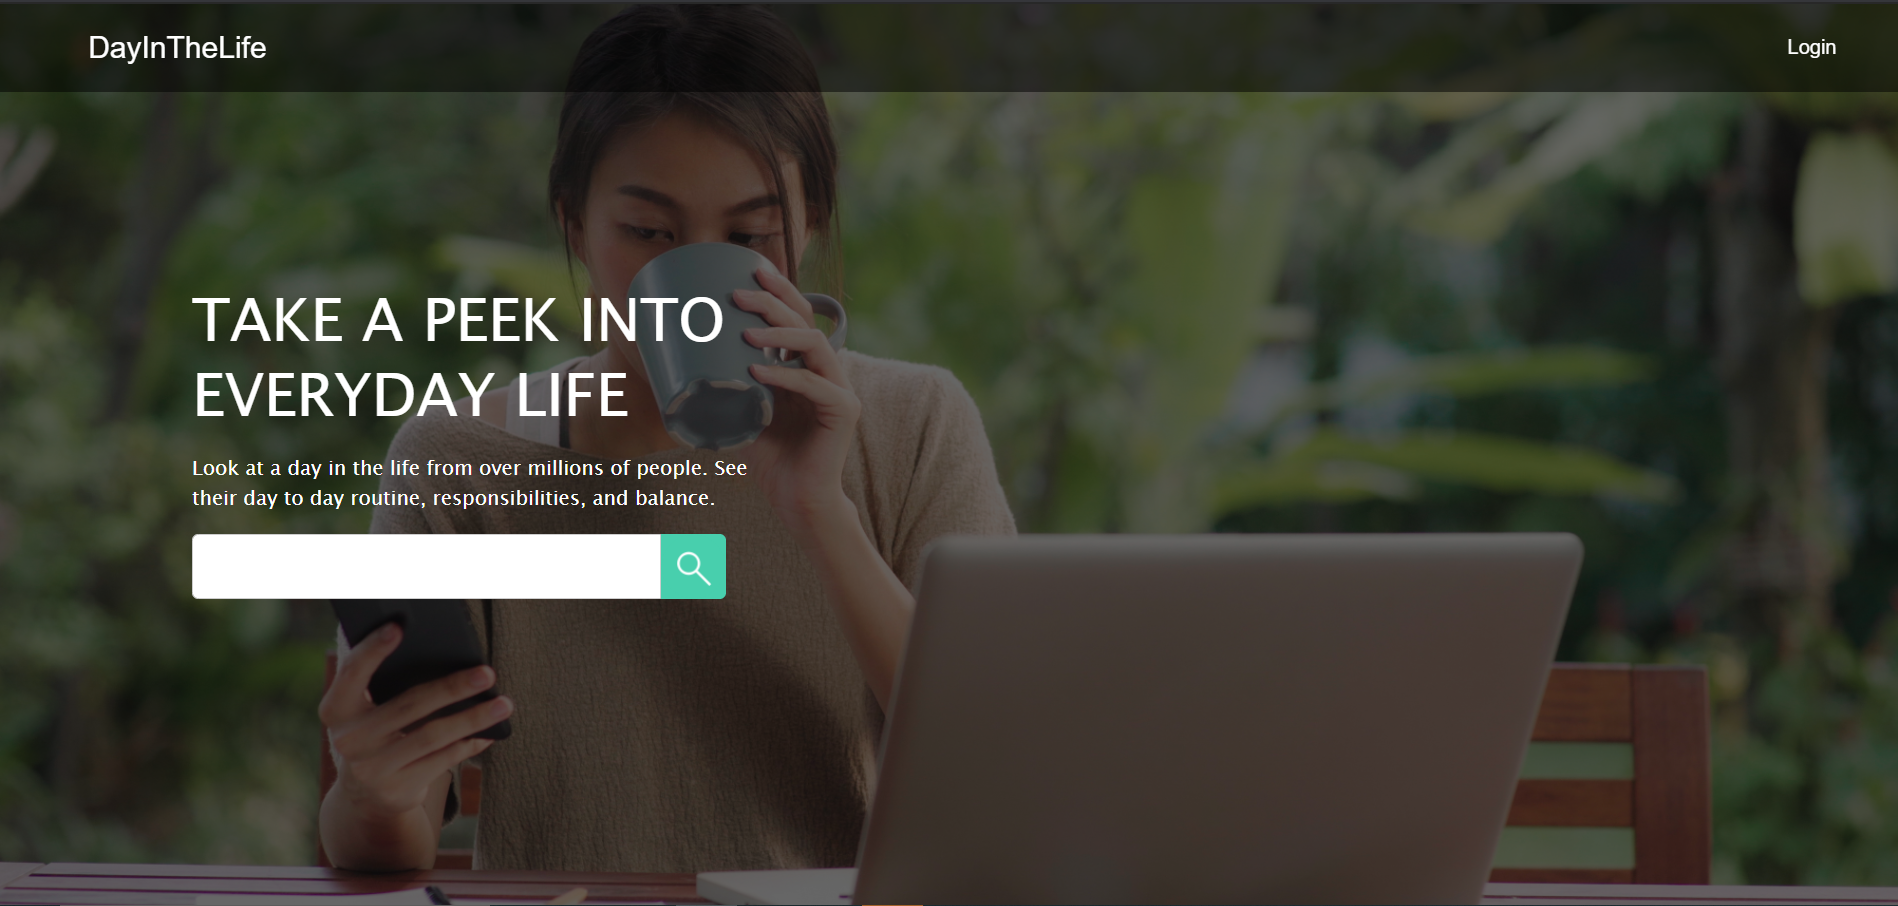 DayInTheLife
Login
TAKE A PEEK INTO
EVERYDAY LIFE
Look at a day in the life from over millions of people. See
their day to day routine, responsibilities, and balance.